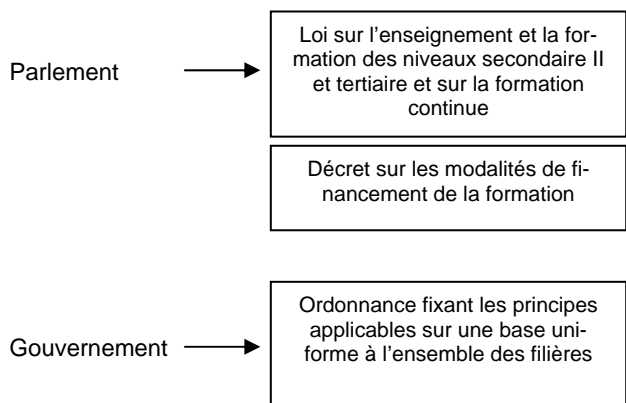 Loi sur l’enseignement et la for-
mation des niveaux secondaire II
et tertiaire et sur la formation
continue
Parlement
Décret sur les modalités de fi-
nancement de la formation
Ordonnance fixant les principes
applicables sur une base uni-
forme à l’ensemble des filières
Gouvernement